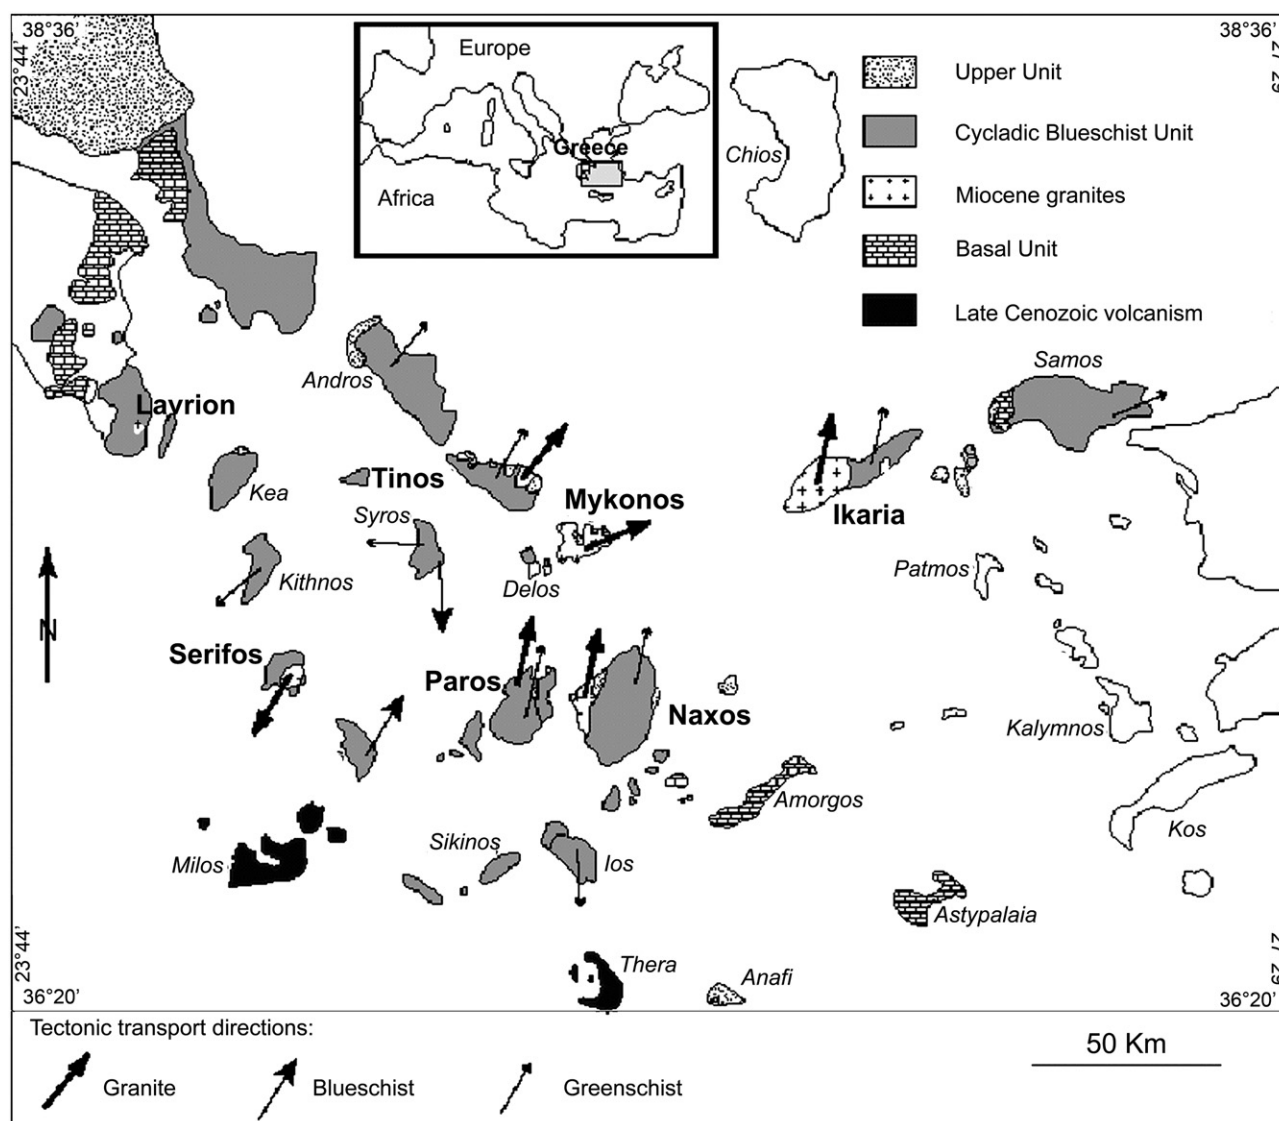 38°36'
38°36'
23°44'
Europe
Greece
Africa
Chios
Upper Unit
Cycladic Blueschist Unit
Miocene granites
Basal Unit
Late Cenozoic volcanism
Samos
Andros
Lavrion
Kea
Tinos
Syros
Mykonos
Ikaria
Kithnos
Delos
Patmos
N
Serifos
Paros
Naxos
Kalymnos
Amorgos
Kos
Milos
Sikinos
Ios
Astypalaia
Thera
Anafi
23°44'
36°20'
36°20'
Tectonic transport directions:
Granite
Blueschist
Greenschist
50 Km